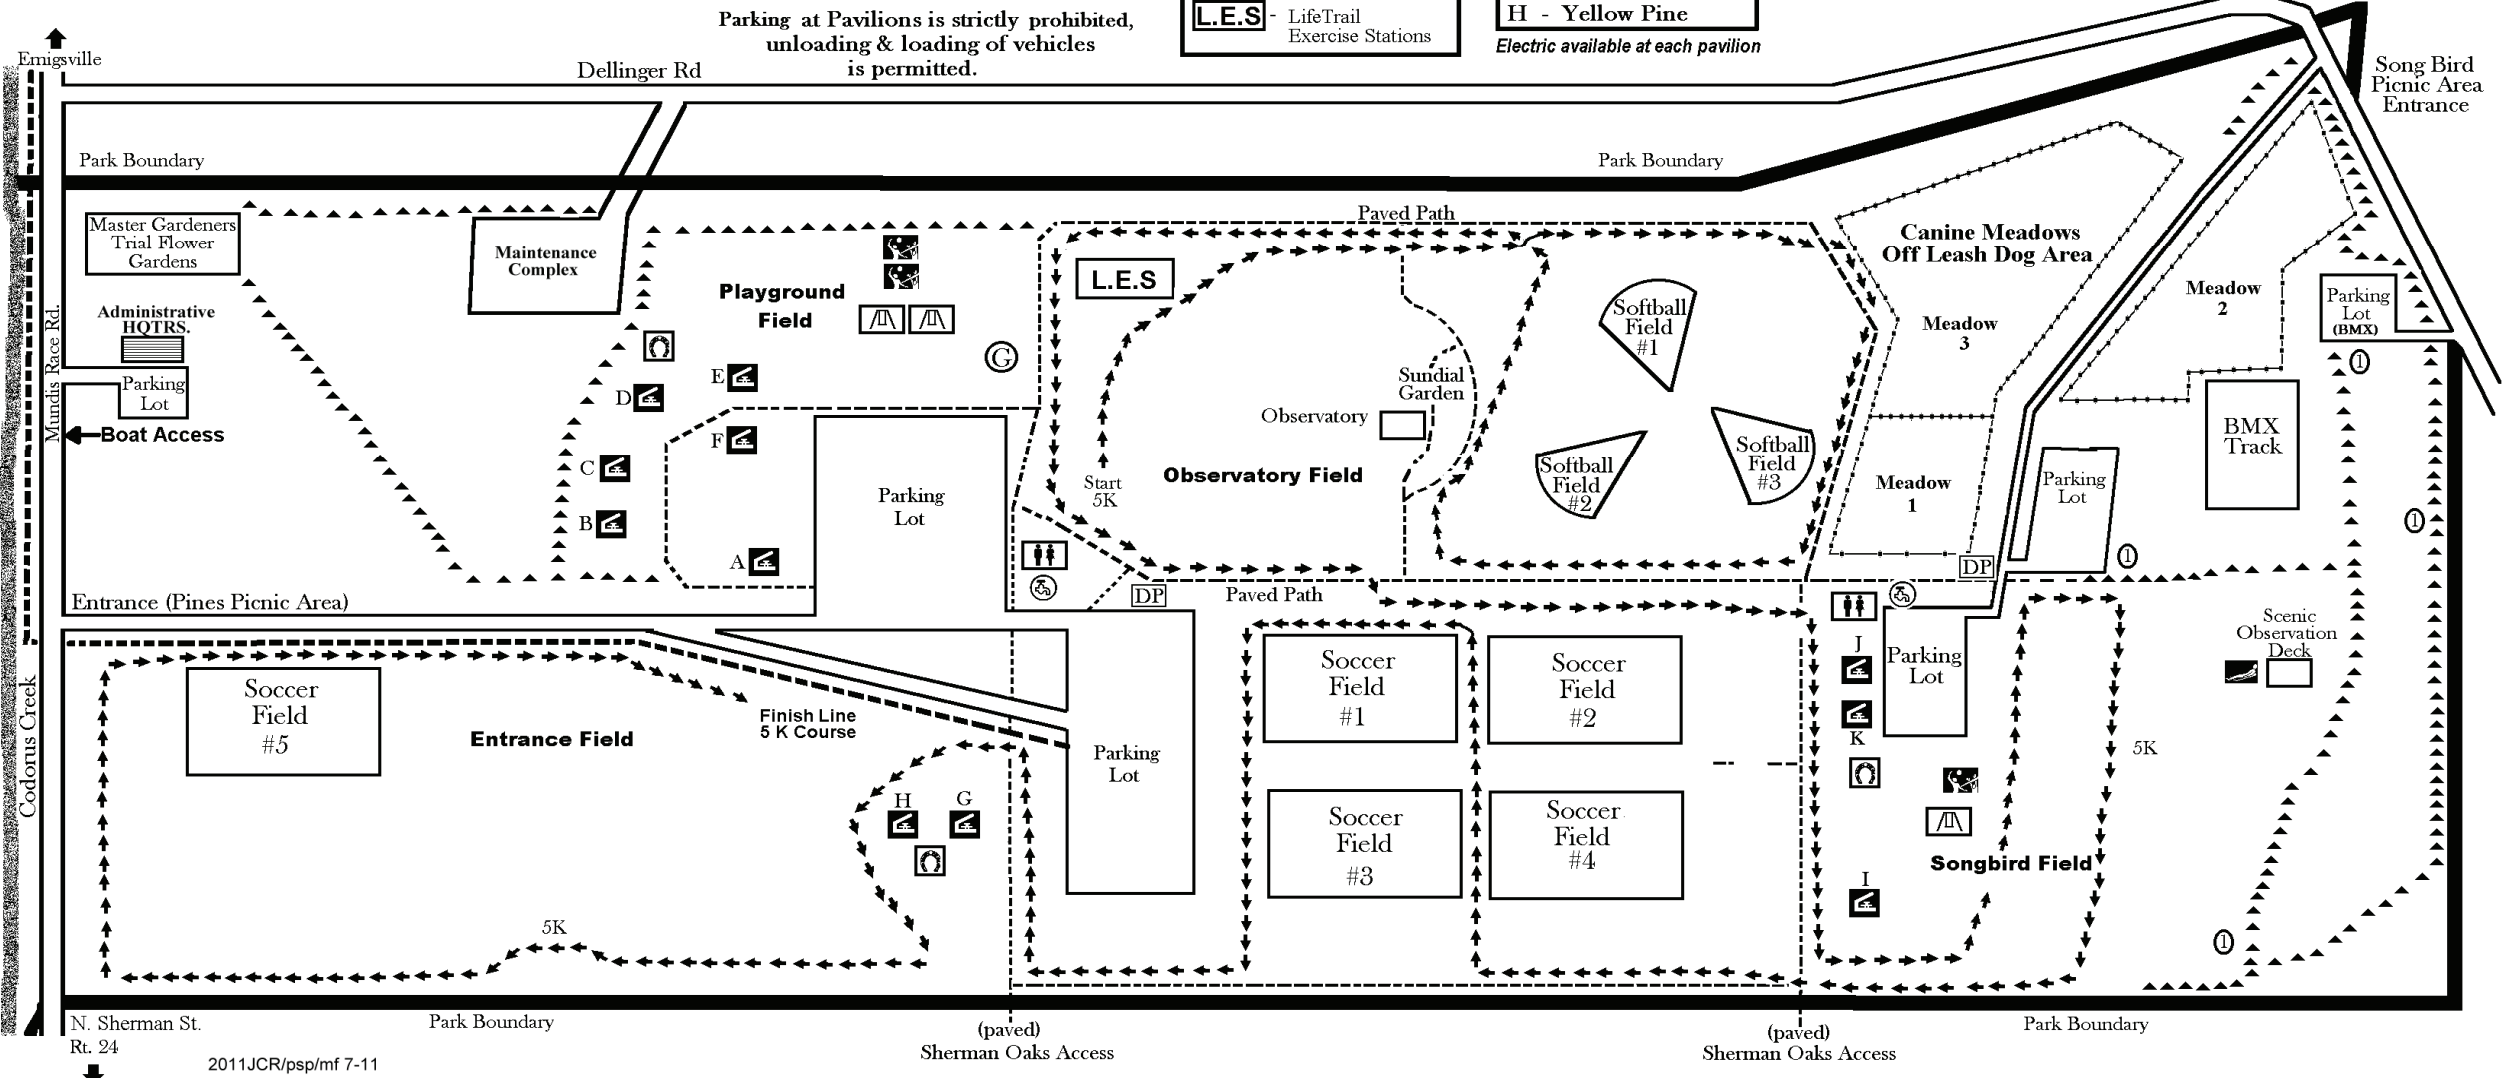 Parking at Pavilions is strictly prohibited,
unloading & loading of vehicles
is permitted.
L.E.S - LifeTrail
Exercise Stations
H - Yellow Pine
Electric available at each pavilion
Emigsville
Dellinger Rd
Song Bird
Picnic Area
Entrance
Park Boundary
Park Boundary
Master Gardeners
Trial Flower
Gardens
Maintenance
Complex
Paved Path
Canine Meadows
Off Leash Dog Area
L.E.S
Playground
Field
Softball
Field
#1
Meadow
3
Meadow
2
Parking
Lot
(BMX)
Administrative
HQTRS.
Mundis Race Rd.
Parking
Lot
Boat Access
G
1
E
D
F
C
B
A
Sundial
Garden
Observatory
Observatory Field
Start
5K
Softball
Field
#2
Softball
Field
#3
Meadow
1
BMX
Track
Parking
Lot
1
Parking
Lot
1
DP
DP
Entrance (Pines Picnic Area)
Paved Path
Scenic
Observation
Deck
Codorus Creek
Soccer
Field
#5
Soccer
Field
#1
Soccer
Field
#2
J
K
Parking
Lot
Finish Line
5 K Course
Entrance Field
Parking
Lot
5K
H
G
Soccer
Field
#3
Soccer
Field
#4
Songbird Field
I
5K
1
N. Sherman St.
Rt. 24
Park Boundary
(paved)
Sherman Oaks Access
(paved)
Sherman Oaks Access
Park Boundary
2011JCR/psp/mf 7-11